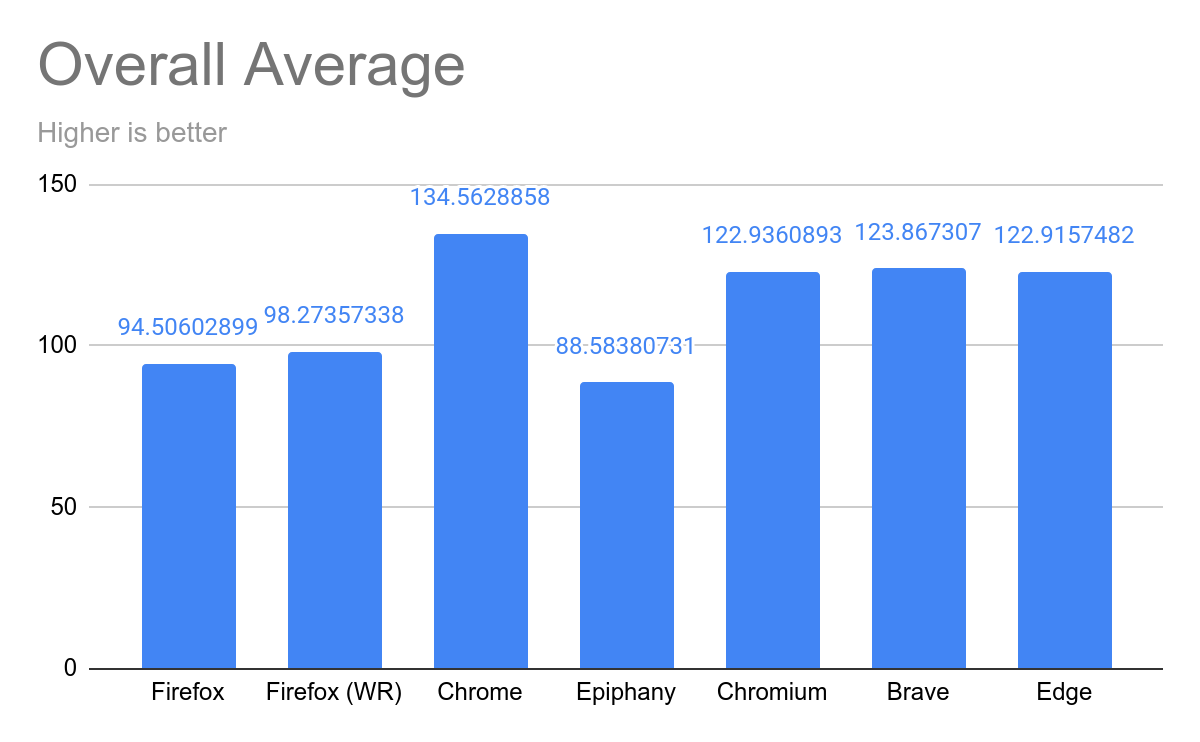 Overall Average
Higher is better
150
134.5628858
122.9360893 123.867307 122.9157482
94.50602899 98.27357338
100
88.58380731
50
0
Firefox Firefox (WR) Chrome Epiphany Chromium Brave Edge